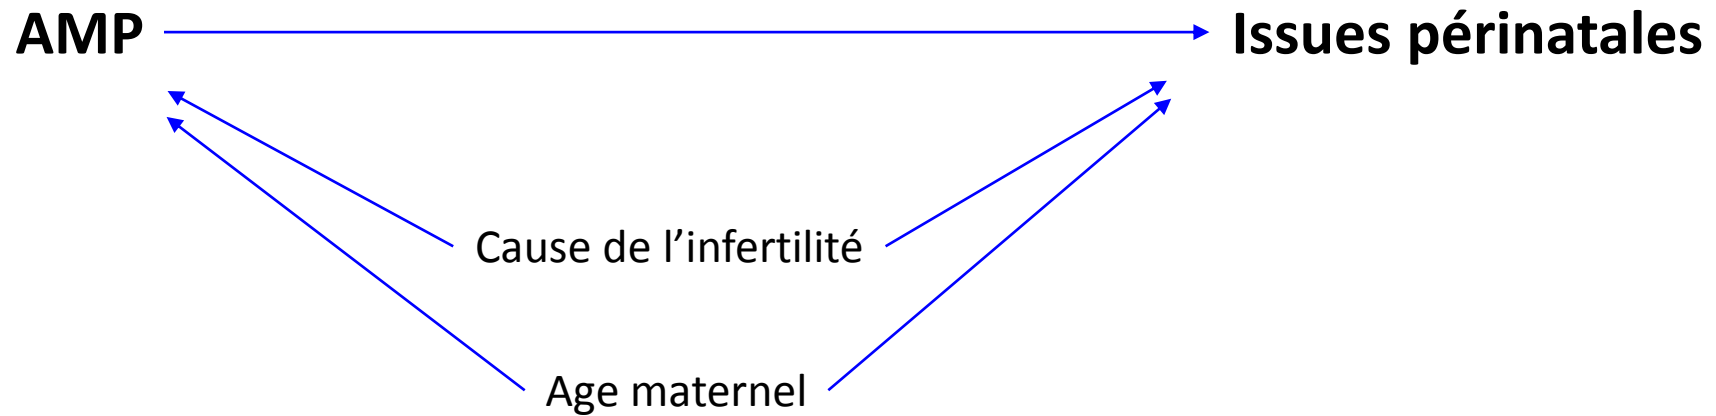 AMP
Issues périnatales
Cause de l’infertilité
Age maternel